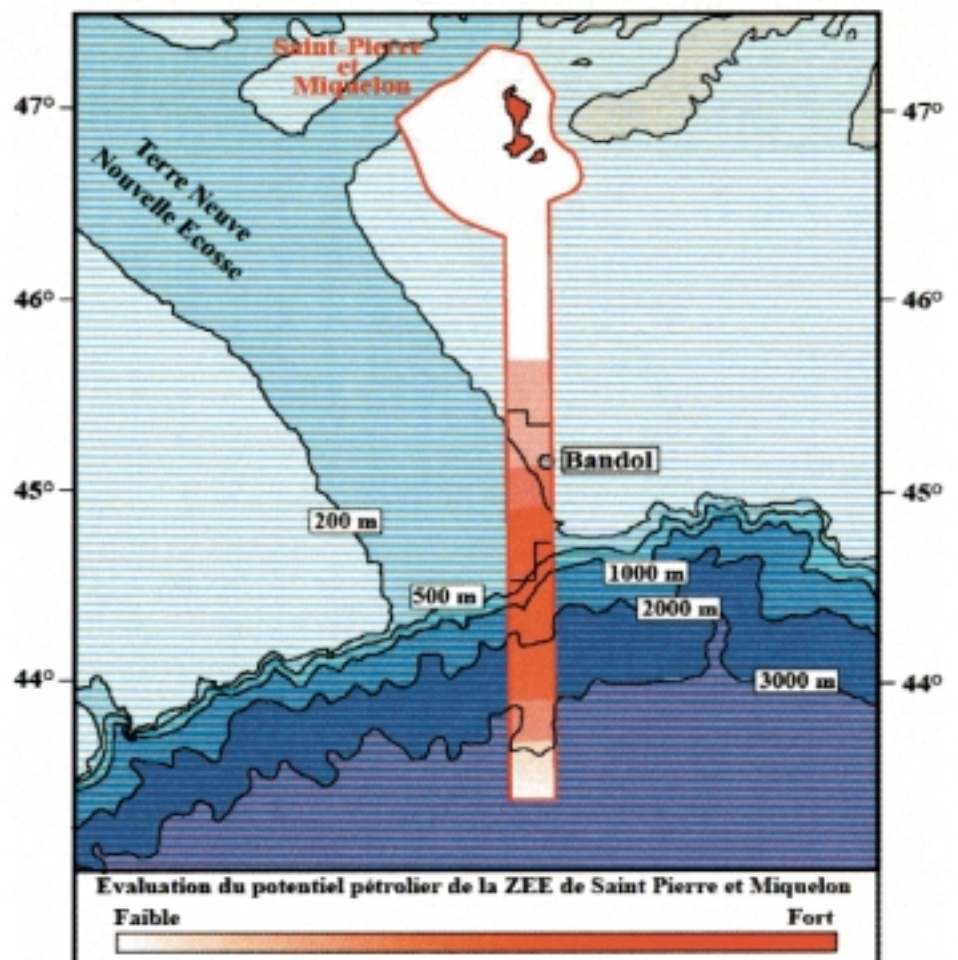 Saint-Pierre
et
Miquelon
47°
47°
Terre Neuve
Nouvelle Ecosse
46°
46°
Bandol
45°
45°
200 m
1000 m
500 m
2000 m
44°
44°
3000 m
Evaluation du potentiel pétrolier de la ZEE de Saint Pierre et Miquelon
Faible
Fort